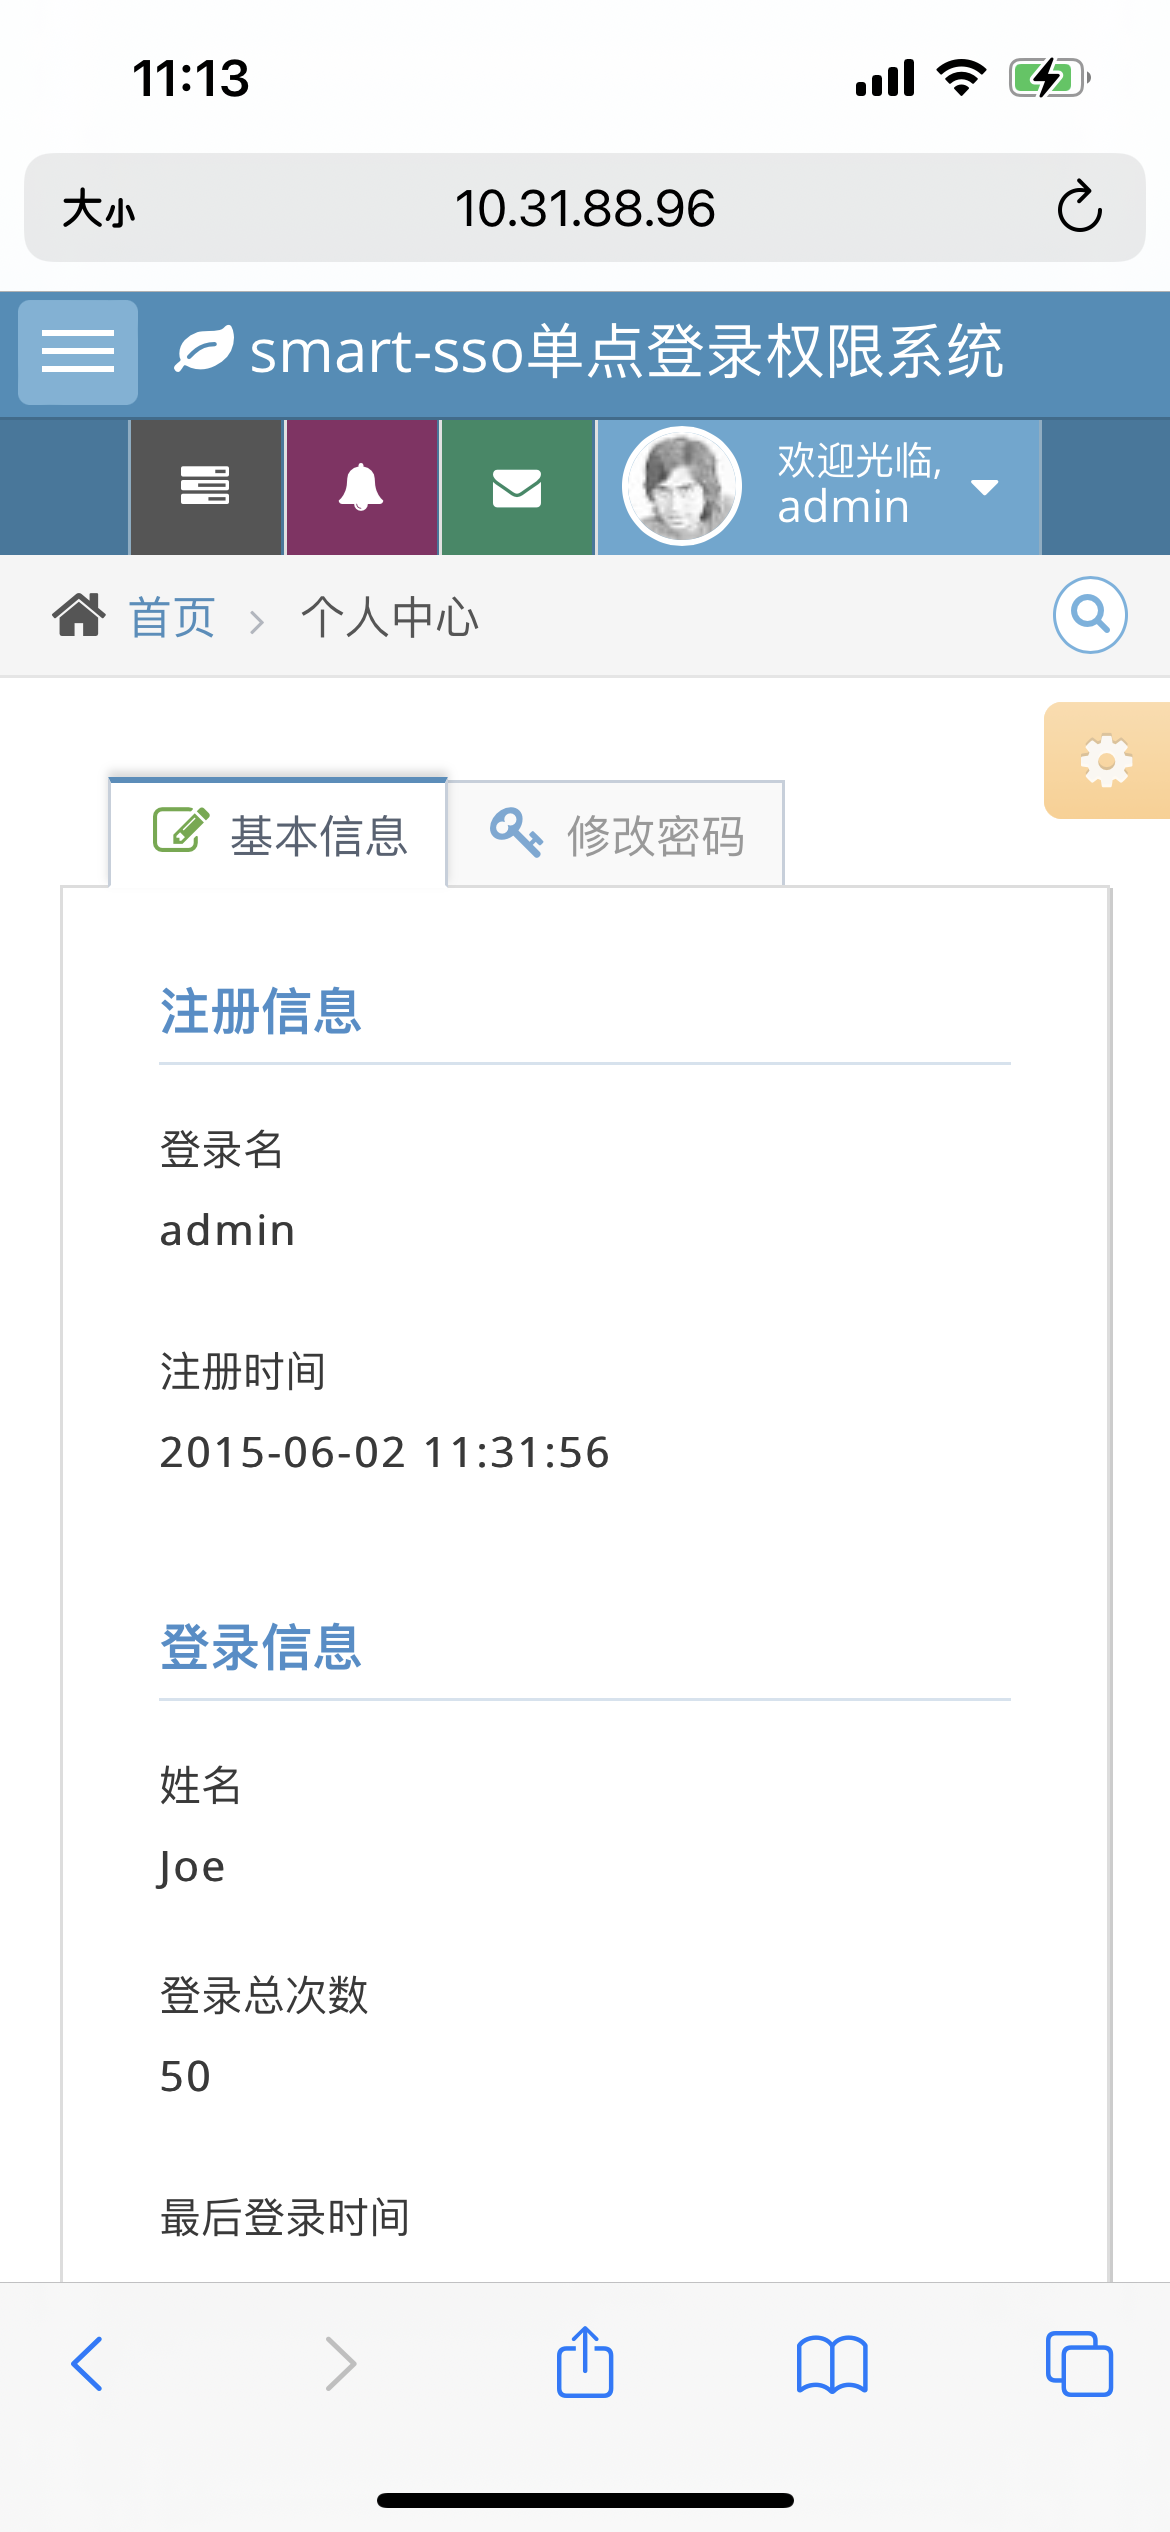 11:13
大小
10.31.88.96
smart-sso单点登录权限系统
欢迎光临,
admin
首页
个人中心
基本信息
修改密码
注册信息
登录名
admin
注册时间
2015-06-02 11:31:56
登录信息
姓名
Joe
登录总次数
50
最后登录时间